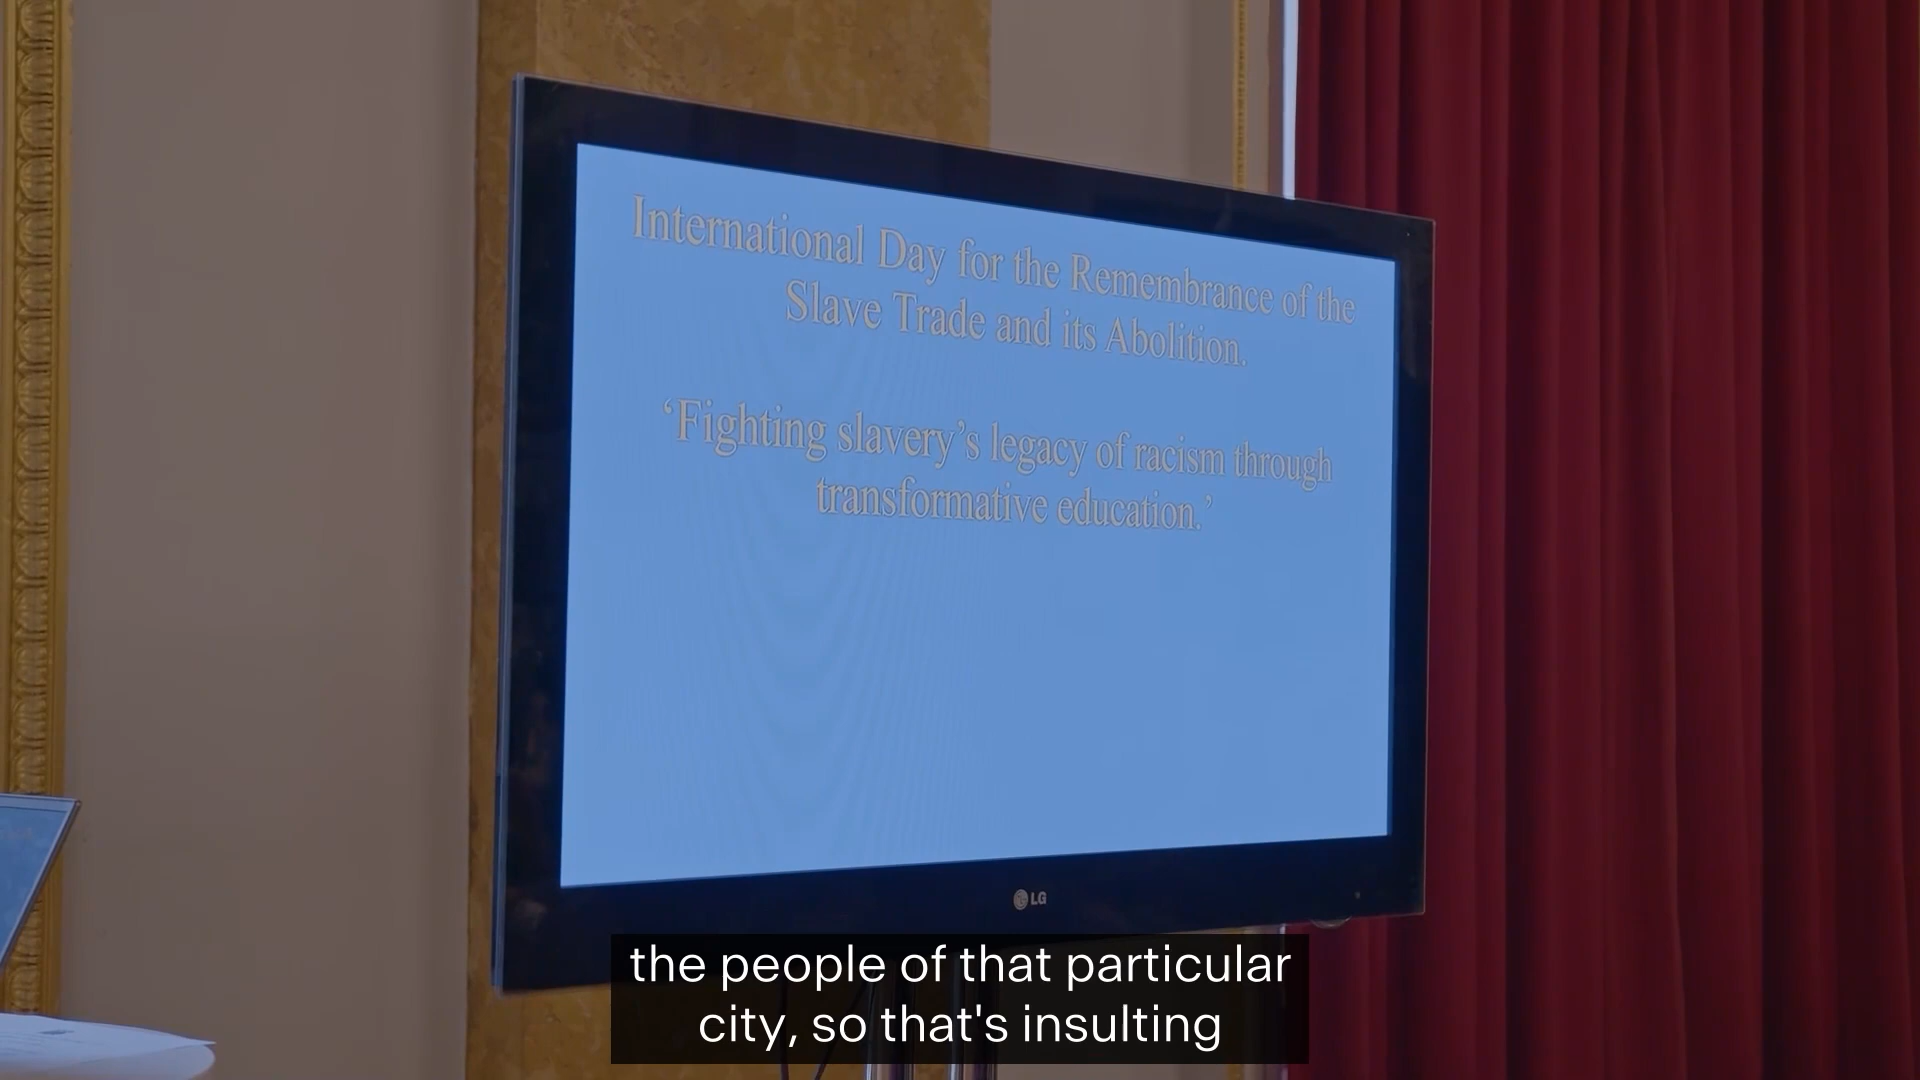 International Day for the Remembrance of the
Slave Trade and its Abolition.
‘Fighting slavery’s legacy of racism through
transformative education.’
LG
the people of that particular
city, so that's insulting